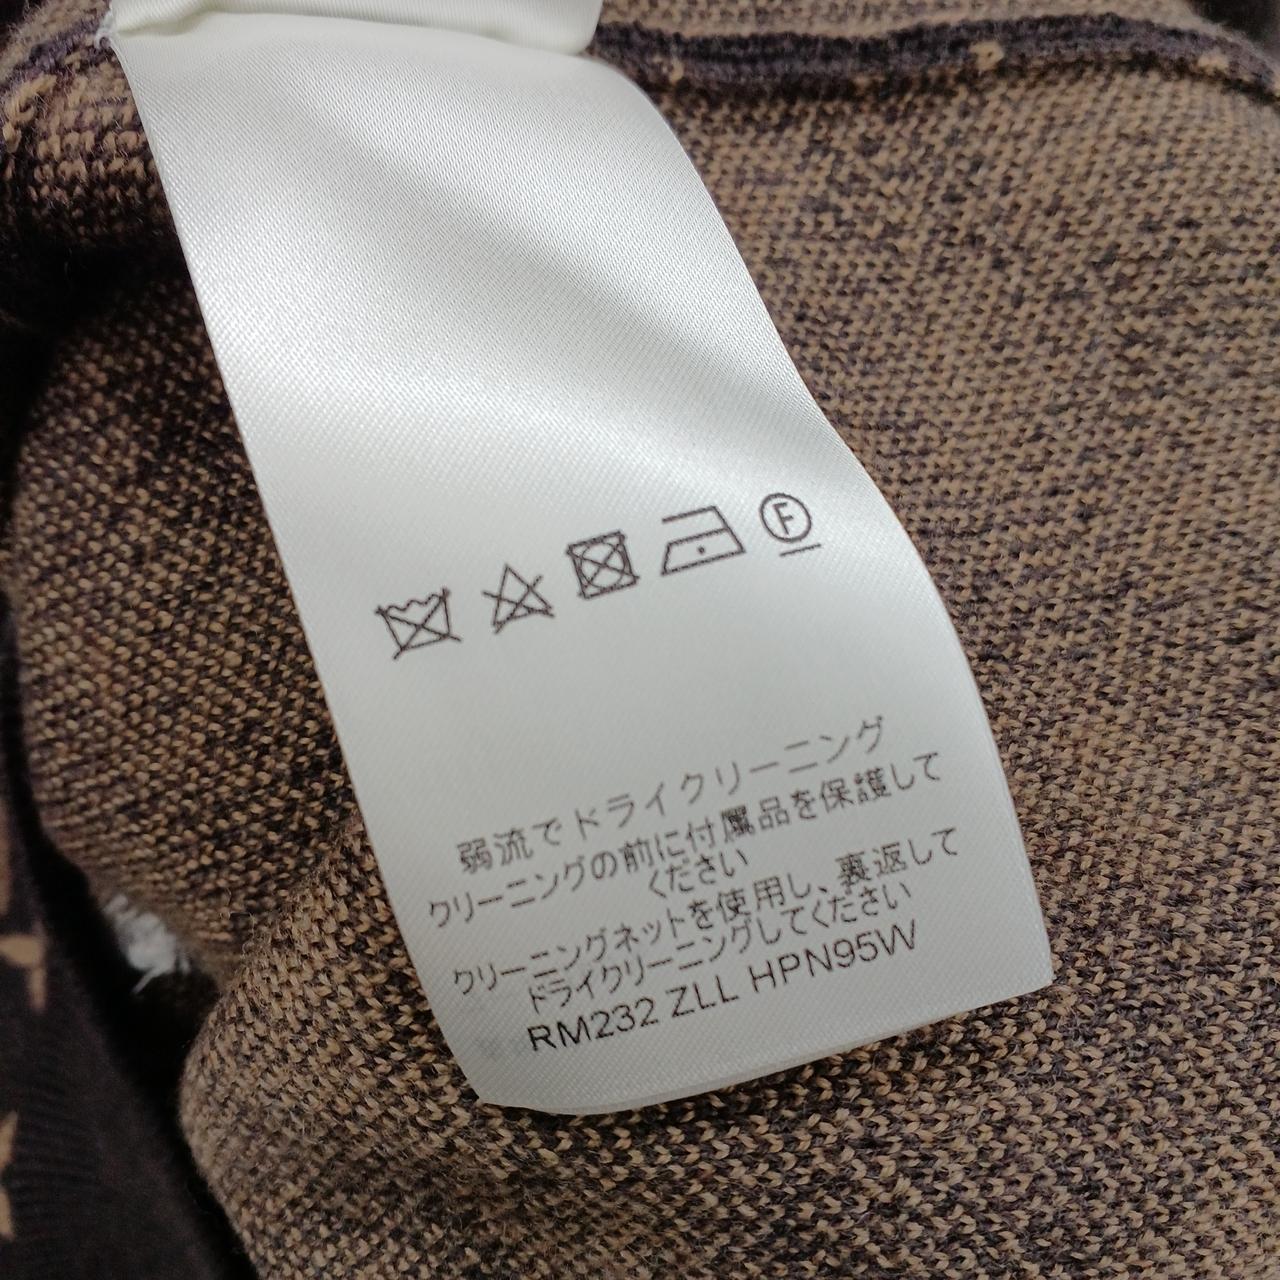 F
弱流でドライクリーニング
クリーニングの前に付属品を保護して
ください
クリーニングネットを使用し、裏返して
ドライクリーニングしてください
RM232 ZLL HPN95W